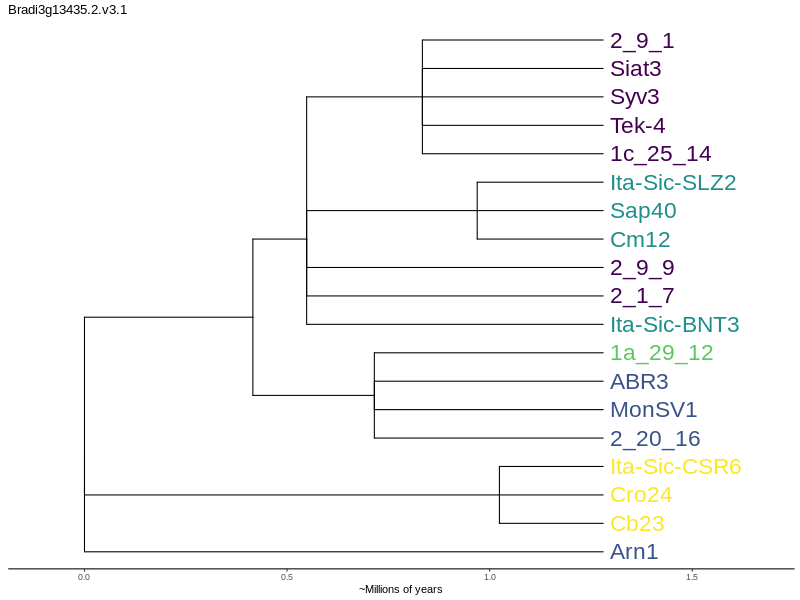 Bradi3g13435.2.v3.1
2_9_1
Siat3
Syv3
Tek-4
1c_25_14
Ita-Sic-SLZ2
Sap40
Cm12
2_9_9
2_1_7
Ita-Sic-BNT3
1a_29_12
ABR3
MonSV1
2_20_16
Ita-Sic-CSR6
Cro24
Cb23
Arn1
0.0 0.5 1.0 1.5
~Millions of years